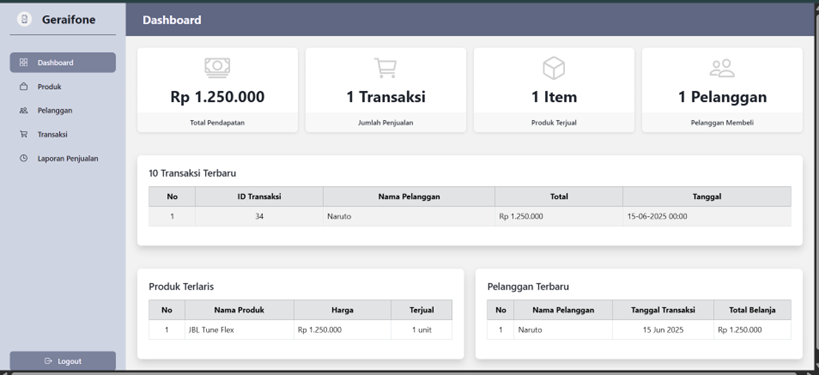 Geraifone
Dashboard
Dashboard
Produk
Pelanggan
Transaksi
Laporan Penjualan
Logout
Rp 1.250.000
Total Pendapatan
1 Transaksi
Jumlah Penjualan
1 Item
Produk Terjual
1 Pelanggan
Pelanggan Membeli
10 Transaksi Terbaru
No ID Transaksi Nama Pelanggan Total Tanggal
1 34 Naruto Rp 1.250.000 15-06-2025 00:00
Produk Terlaris
No Nama Produk Harga Terjual
1 JBL Tune Flex Rp 1.250.000 1 unit
Pelanggan Terbaru
No Nama Pelanggan Tanggal Transaksi Total Belanja
1 Naruto 15 Jun 2025 Rp 1.250.000